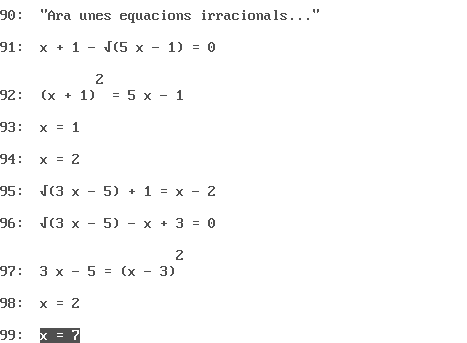 90: "Ara unes equacions irracionals..."
91: x + 1 - √(5 x - 1) = 0
92: (x + 1)² = 5 x - 1
93: x = 1
94: x = 2
95: √(3 x - 5) + 1 = x - 2
96: √(3 x - 5) - x + 3 = 0
97: 3 x - 5 = (x - 3)²
98: x = 2
99: x = 7